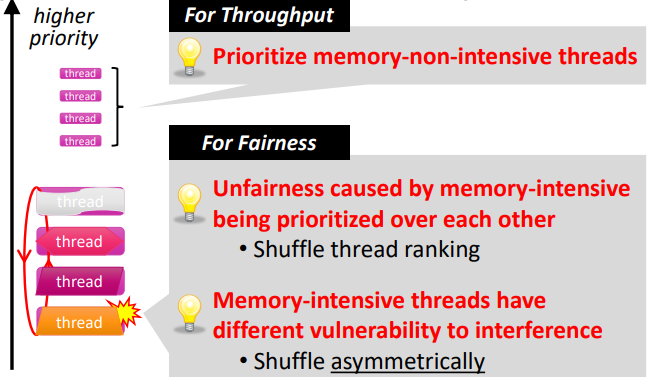 higher
priority
For Throughput
Prioritize memory-non-intensive threads
thread
thread
thread
thread
For Fairness
thread
thread
thread
thread
Unfairness caused by memory-intensive
being prioritized over each other
• Shuffle thread ranking
Memory-intensive threads have
different vulnerability to interference
• Shuffle asymmetrically